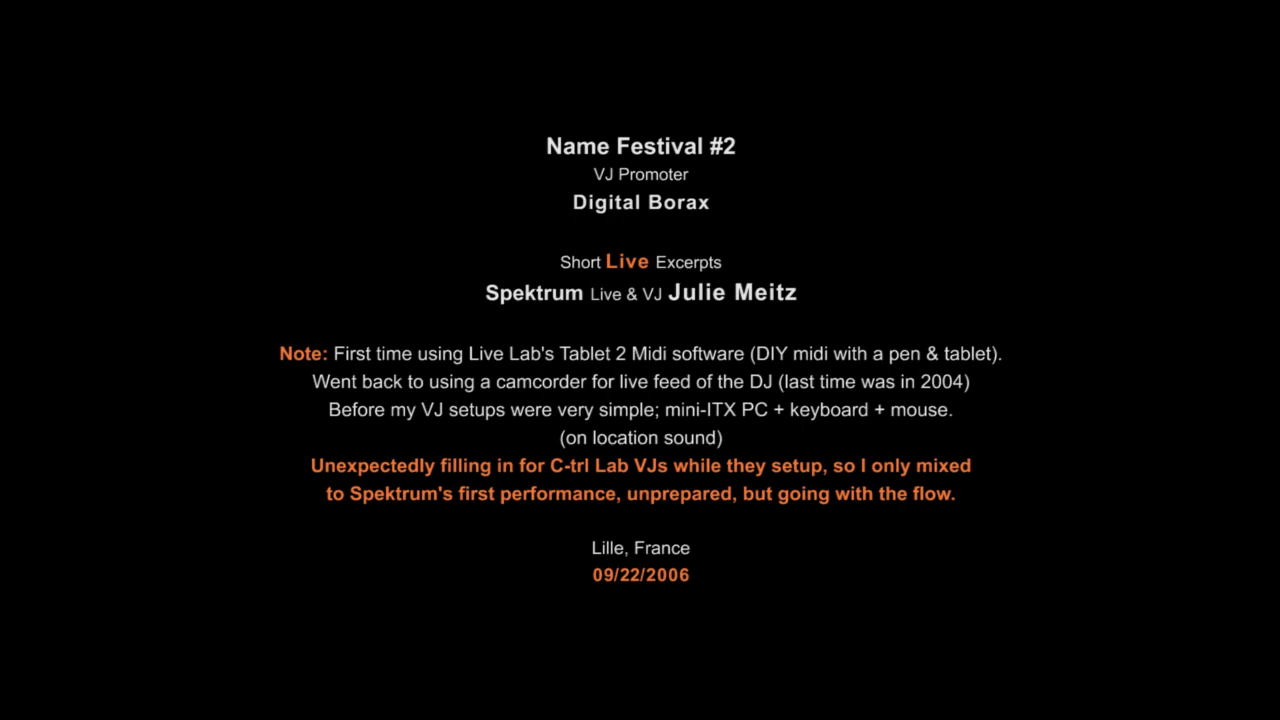 Name Festival #2
VJ Promoter
Digital Borax
Short Live Excerpts
Spektrum Live & VJ Julie Meitz
Note: First time using Live Lab's Tablet 2 Midi software (DIY midi with a pen & tablet).
Went back to using a camcorder for live feed of the DJ (last time was in 2004)
Before my VJ setups were very simple; mini-ITX PC + keyboard + mouse.
(on location sound)
Unexpectedly filling in for C-trl Lab VJs while they setup, so I only mixed
to Spektrum's first performance, unprepared, but going with the flow.
Lille, France
09/22/2006